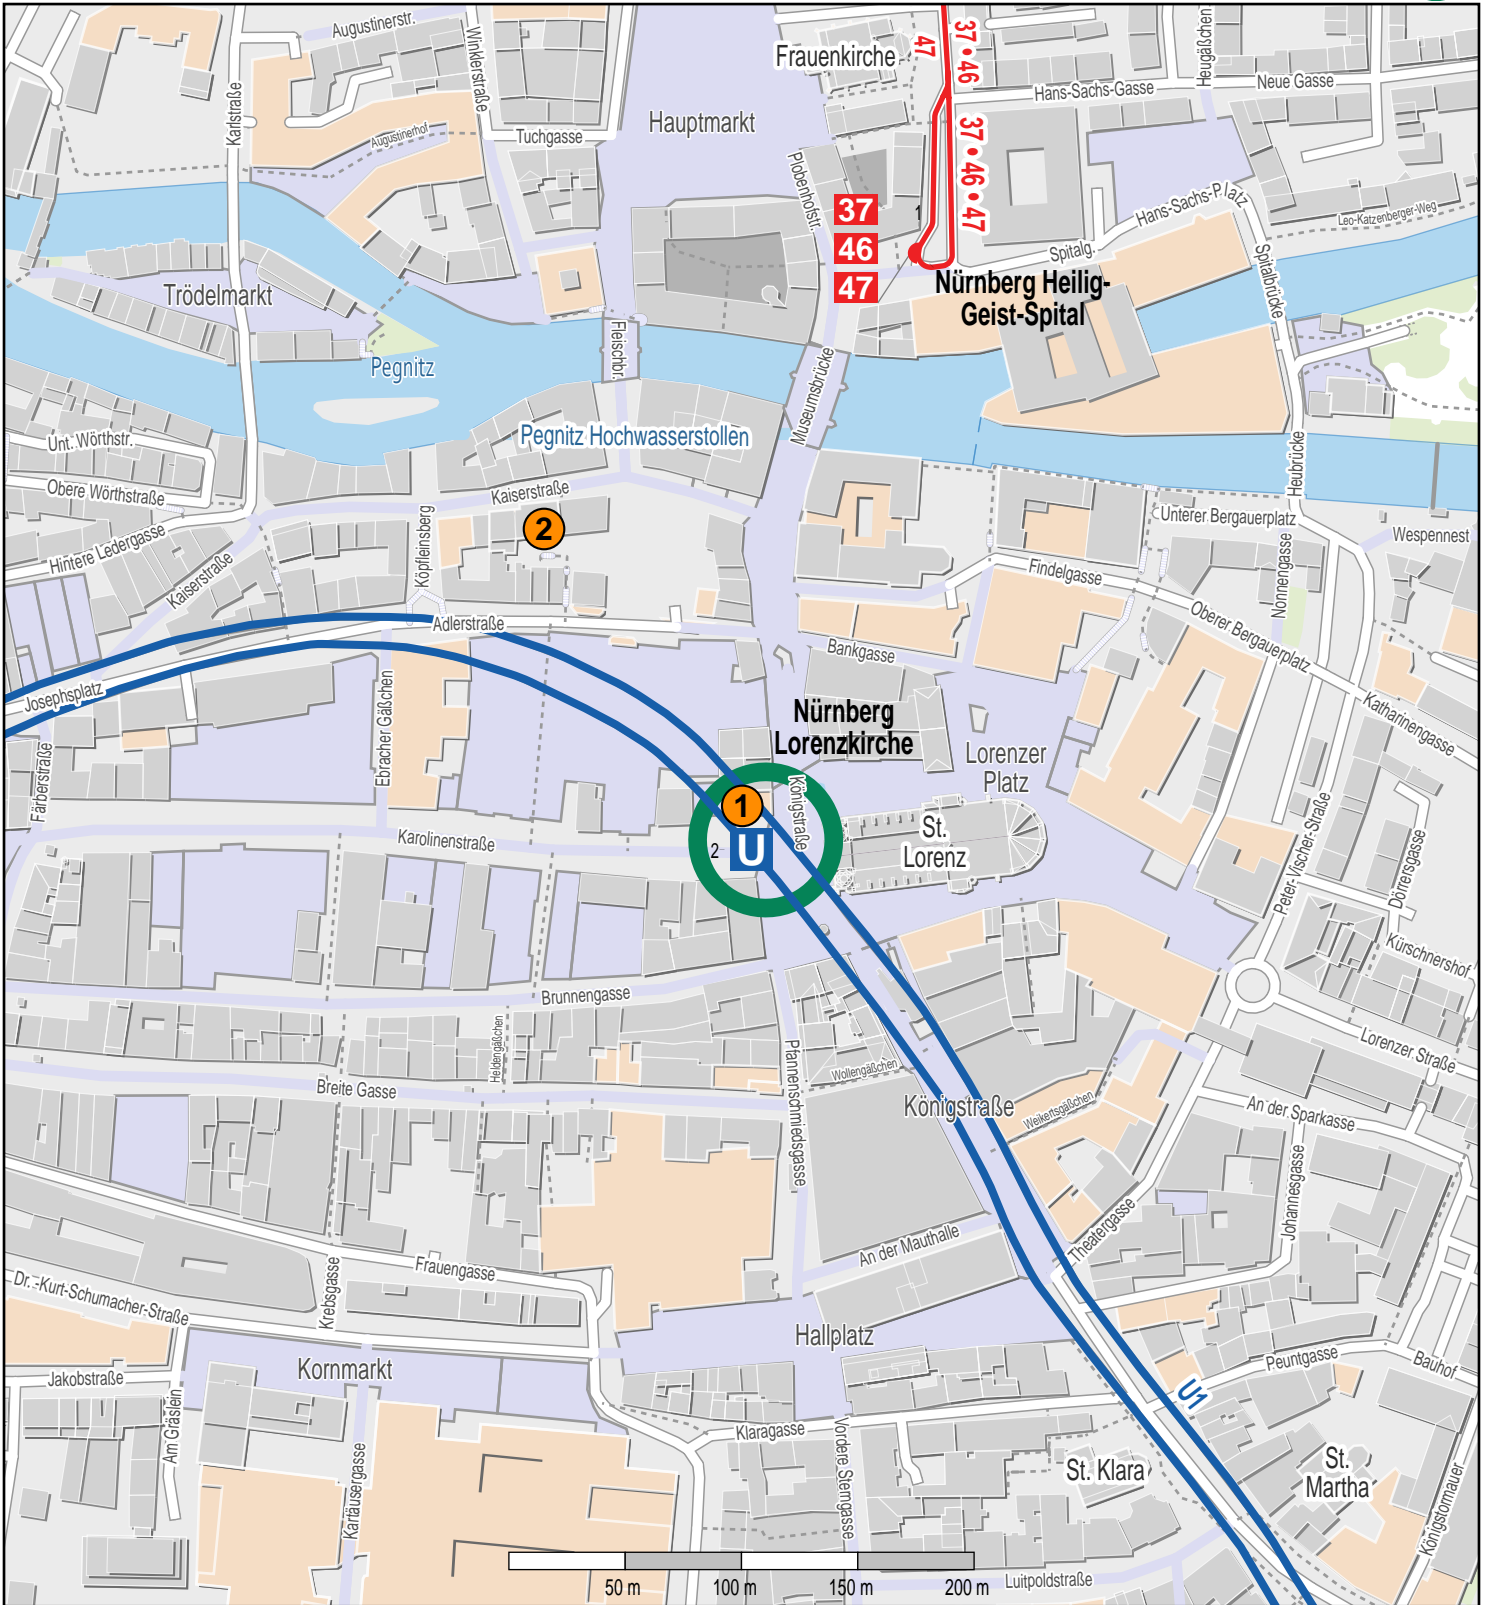 Augustinerstr.
Winklerstraße
Karlstraße
Augustinerhof
Tuchgasse
Hauptmarkt
Frauenkirche
47
37 • 46
Heugäßchen
Hans-Sachs-Gasse
Neue Gasse
37 • 46 • 47
Plobenhofstr.
37
46
47
1
Hans-Sachs-Platz
Leo-Katzenberger-Weg
Spitalg.
Spitalbrücke
Nürnberg Heilig-
Geist-Spital
Trödelmarkt
Pegnitz
Fleischbr.
Museumsbrücke
Pegnitz Hochwasserstollen
Unt. Wörthstr.
Obere Wörthstraße
Hintere Ledergasse
Kaiserstraße
Kaiserstraße
Köpfleinsberg
2
Heubrücke
Unterer Bergauerplatz
Wespennest
Nonnengasse
Findelgasse
Oberer Bergauerplatz
Adlerstraße
Bankgasse
Josephsplatz
Katharinengasse
Färberstraße
Ebracher Gäßchen
Nürnberg
Lorenzkirche
Lorenzer
Platz
1
Königstraße
2
U
Karolinenstraße
St.
Lorenz
Peter-Vischer-Straße
Dörrersgasse
Kürschnershof
Brunnengasse
Heldengäßchen
Pfannenschmiedsgasse
Wollengäßchen
Lorenzer Straße
Breite Gasse
Königstraße
Weikertsgäßchen
An der Sparkasse
Johannesgasse
Theatergasse
An der Mauthalle
Frauengasse
Krebsgasse
Dr.-Kurt-Schumacher-Straße
Hallplatz
Kornmarkt
Jakobstraße
Am Gräslein
Kartäusergasse
Peuntgasse
Bauhof
U1
Klaragasse
Vordere Sterngasse
St. Klara
St.
Martha
Königstormauer
Luitpoldstraße
50 m
100 m
150 m
200 m